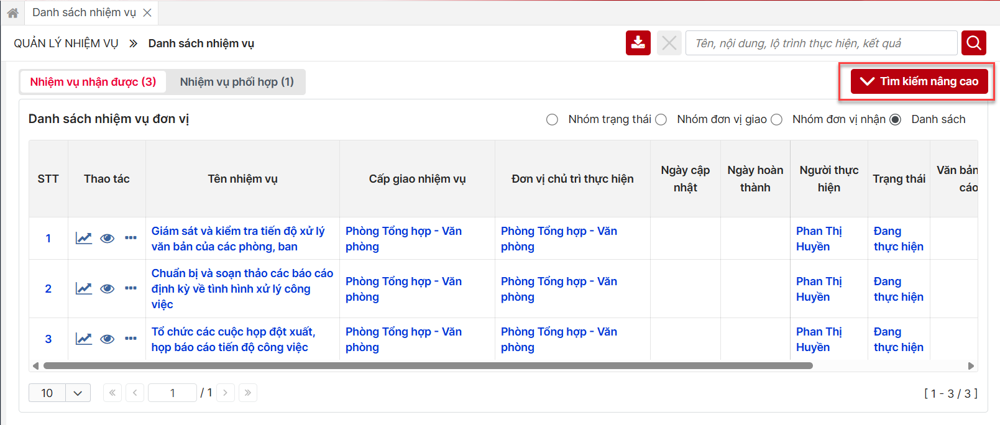 Danh sách nhiệm vụ
QUẢN LÝ NHIỆM VỤ » Danh sách nhiệm vụ
Tên, nội dung, lộ trình thực hiện, kết quả
Nhiệm vụ nhận được (3) Nhiệm vụ phối hợp (1)
Tìm kiếm nâng cao
Danh sách nhiệm vụ đơn vị
Nhóm trạng thái Nhóm đơn vị giao Nhóm đơn vị nhận Danh sách
STT
Thao tác
Tên nhiệm vụ
Cấp giao nhiệm vụ
Đơn vị chủ trì thực hiện
Ngày cập
nhật
Ngày hoàn
thành
Người thực
hiện
Trạng thái
Văn bản
cáo
1
Giám sát và kiểm tra tiến độ xử lý
văn bản của các phòng, ban
Phòng Tổng hợp - Văn
phòng
Phòng Tổng hợp - Văn
phòng
Phan Thị
Huyền
Đang
thực hiện
2
Chuẩn bị và soạn thảo các báo cáo
định kỳ về tình hình xử lý công
việc
Phòng Tổng hợp - Văn
phòng
Phòng Tổng hợp - Văn
phòng
Phan Thị
Huyền
Đang
thực hiện
3
Tổ chức các cuộc họp đột xuất,
họp báo cáo tiến độ công việc
Phòng Tổng hợp - Văn
phòng
Phòng Tổng hợp - Văn
phòng
Phan Thị
Huyền
Đang
thực hiện
10 « ‹ 1 / 1 › »
[ 1 - 3 / 3 ]